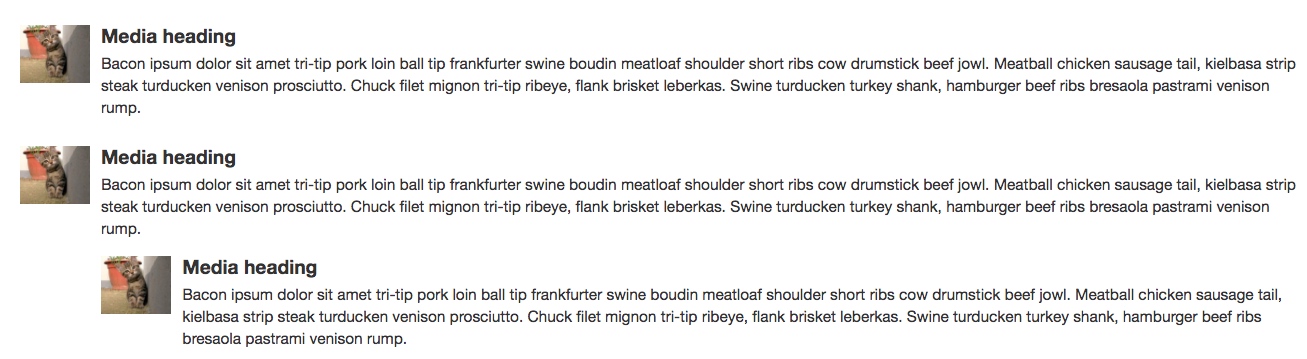 Media heading
Bacon ipsum dolor sit amet tri-tip pork loin ball tip frankfurter swine boudin meatloaf shoulder short ribs cow drumstick beef jowl. Meatball chicken sausage tail, kielbasa strip
steak turducken venison prosciutto. Chuck filet mignon tri-tip ribeye, flank brisket leberkas. Swine turducken turkey shank, hamburger beef ribs bresaola pastrami venison
rump.
Media heading
Bacon ipsum dolor sit amet tri-tip pork loin ball tip frankfurter swine boudin meatloaf shoulder short ribs cow drumstick beef jowl. Meatball chicken sausage tail, kielbasa strip
steak turducken venison prosciutto. Chuck filet mignon tri-tip ribeye, flank brisket leberkas. Swine turducken turkey shank, hamburger beef ribs bresaola pastrami venison
rump.
Media heading
Bacon ipsum dolor sit amet tri-tip pork loin ball tip frankfurter swine boudin meatloaf shoulder short ribs cow drumstick beef jowl. Meatball chicken sausage tail,
kielbasa strip steak turducken venison prosciutto. Chuck filet mignon tri-tip ribeye, flank brisket leberkas. Swine turducken turkey shank, hamburger beef ribs
bresaola pastrami venison rump.